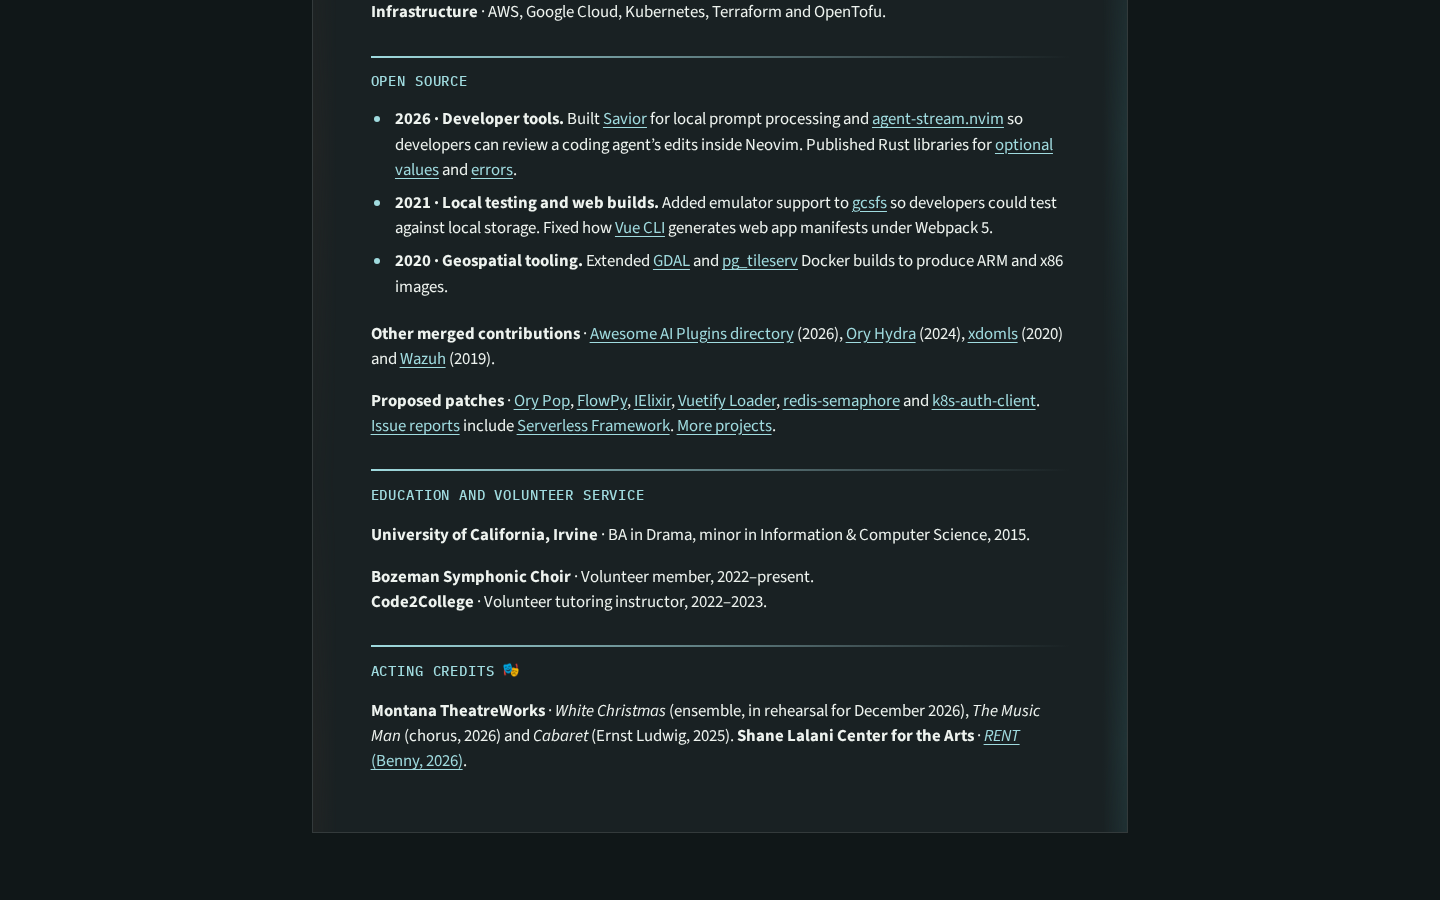 Infrastructure · AWS, Google Cloud, Kubernetes, Terraform and OpenTofu.
OPEN SOURCE
• 2026 · Developer tools. Built Savior for local prompt processing and agent-stream.nvim so
developers can review a coding agent’s edits inside Neovim. Published Rust libraries for optional
values and errors.
• 2021 · Local testing and web builds. Added emulator support to gcsfs so developers could test
against local storage. Fixed how Vue CLI generates web app manifests under Webpack 5.
• 2020 · Geospatial tooling. Extended GDAL and pg_tileserv Docker builds to produce ARM and x86
images.
Other merged contributions · Awesome AI Plugins directory (2026), Ory Hydra (2024), xdomls (2020)
and Wazuh (2019).
Proposed patches · Ory Pop, FlowPy, IElixir, Vuetify Loader, redis-semaphore and k8s-auth-client.
Issue reports include Serverless Framework. More projects.
EDUCATION AND VOLUNTEER SERVICE
University of California, Irvine · BA in Drama, minor in Information & Computer Science, 2015.
Bozeman Symphonic Choir · Volunteer member, 2022–present.
Code2College · Volunteer tutoring instructor, 2022–2023.
ACTING CREDITS 🎭
Montana TheatreWorks · White Christmas (ensemble, in rehearsal for December 2026), The Music
Man (chorus, 2026) and Cabaret (Ernst Ludwig, 2025). Shane Lalani Center for the Arts · RENT
(Benny, 2026).